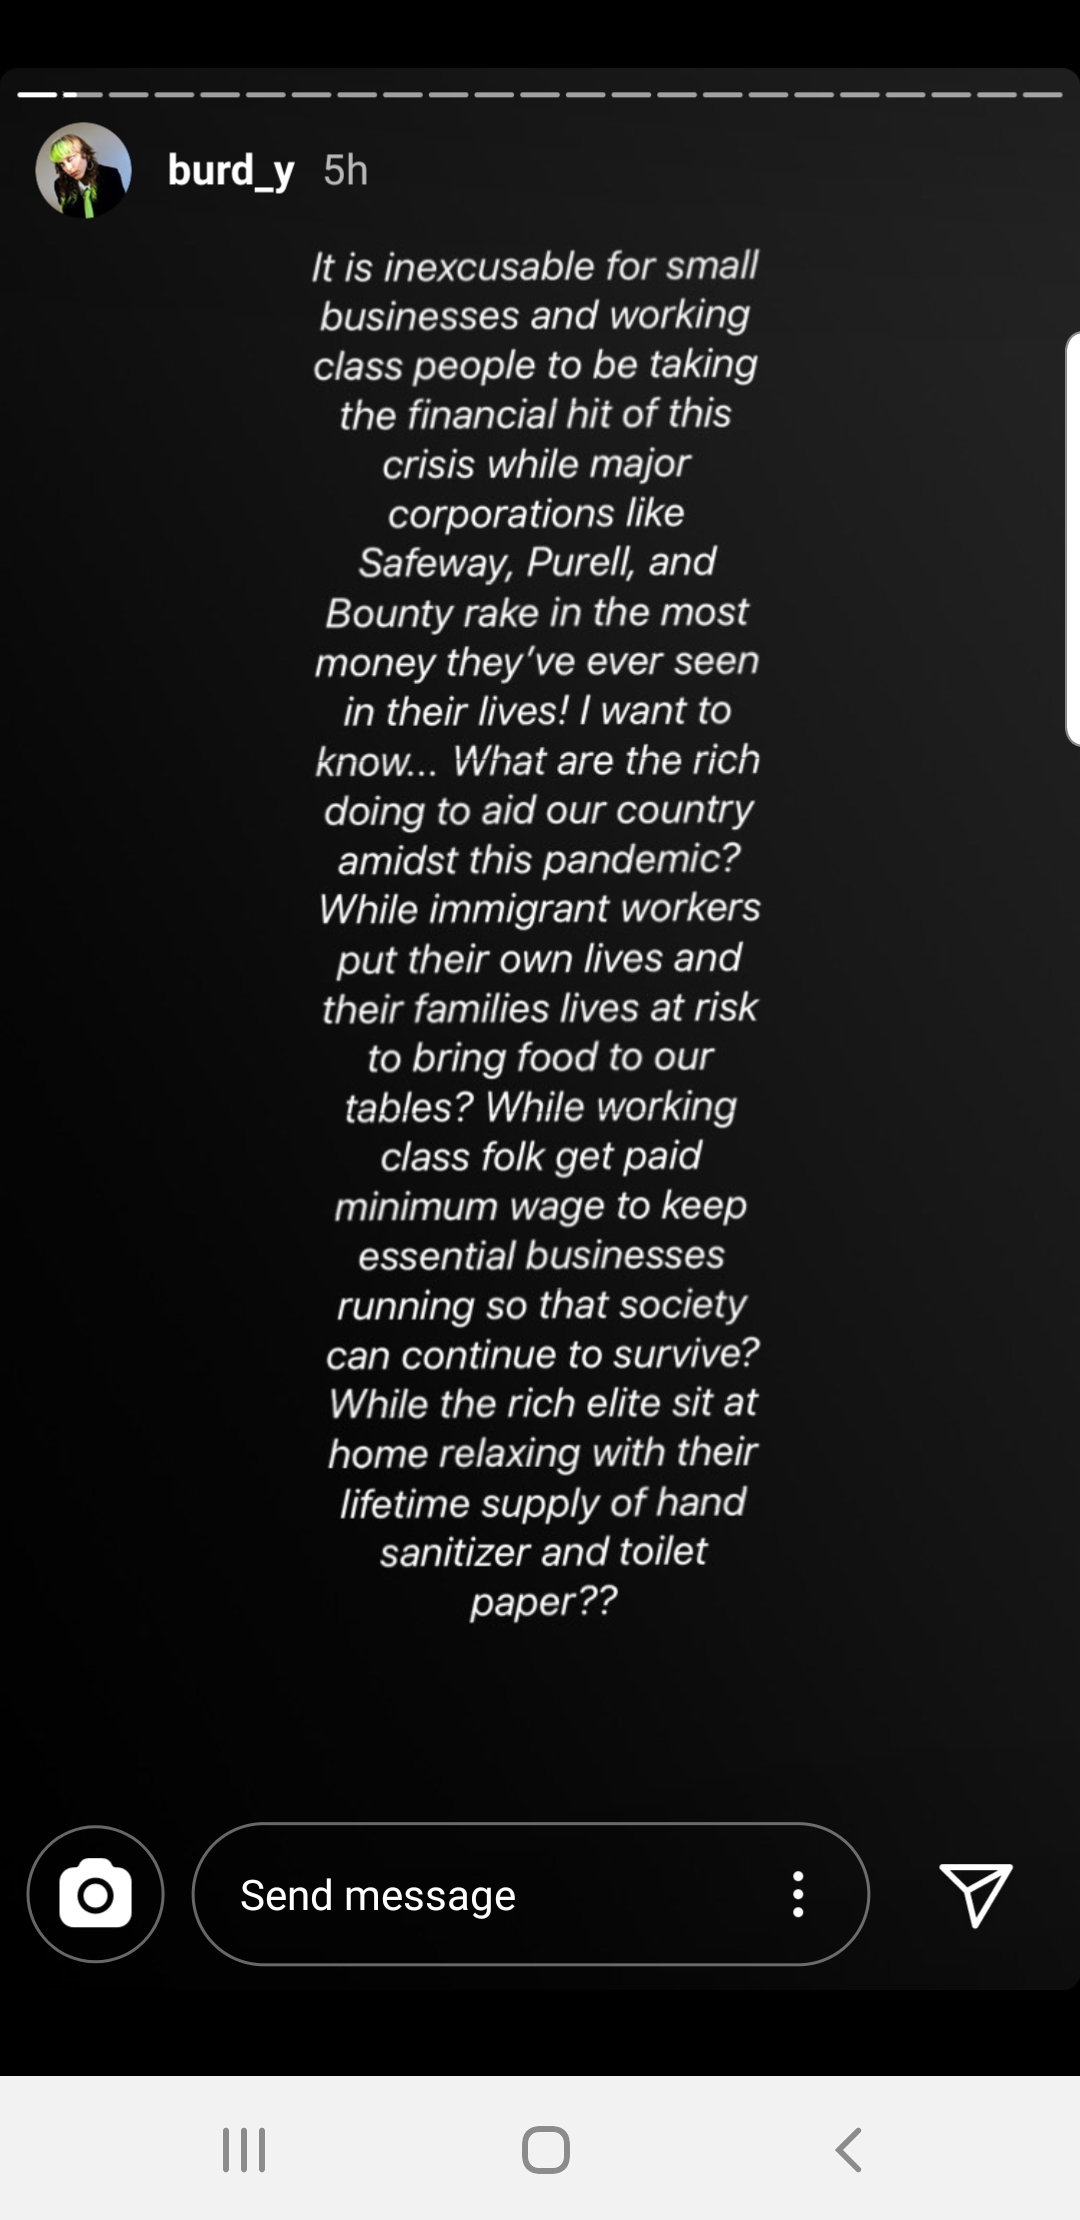 burd_y 5h
It is inexcusable for small
businesses and working
class people to be taking
the financial hit of this
crisis while major
corporations like
Safeway, Purell, and
Bounty rake in the most
money they've ever seen
in their lives! I want to
know... What are the rich
doing to aid our country
amidst this pandemic?
While immigrant workers
put their own lives and
their families lives at risk
to bring food to our
tables? While working
class folk get paid
minimum wage to keep
essential businesses
running so that society
can continue to survive?
While the rich elite sit at
home relaxing with their
lifetime supply of hand
sanitizer and toilet
paper??
Send message